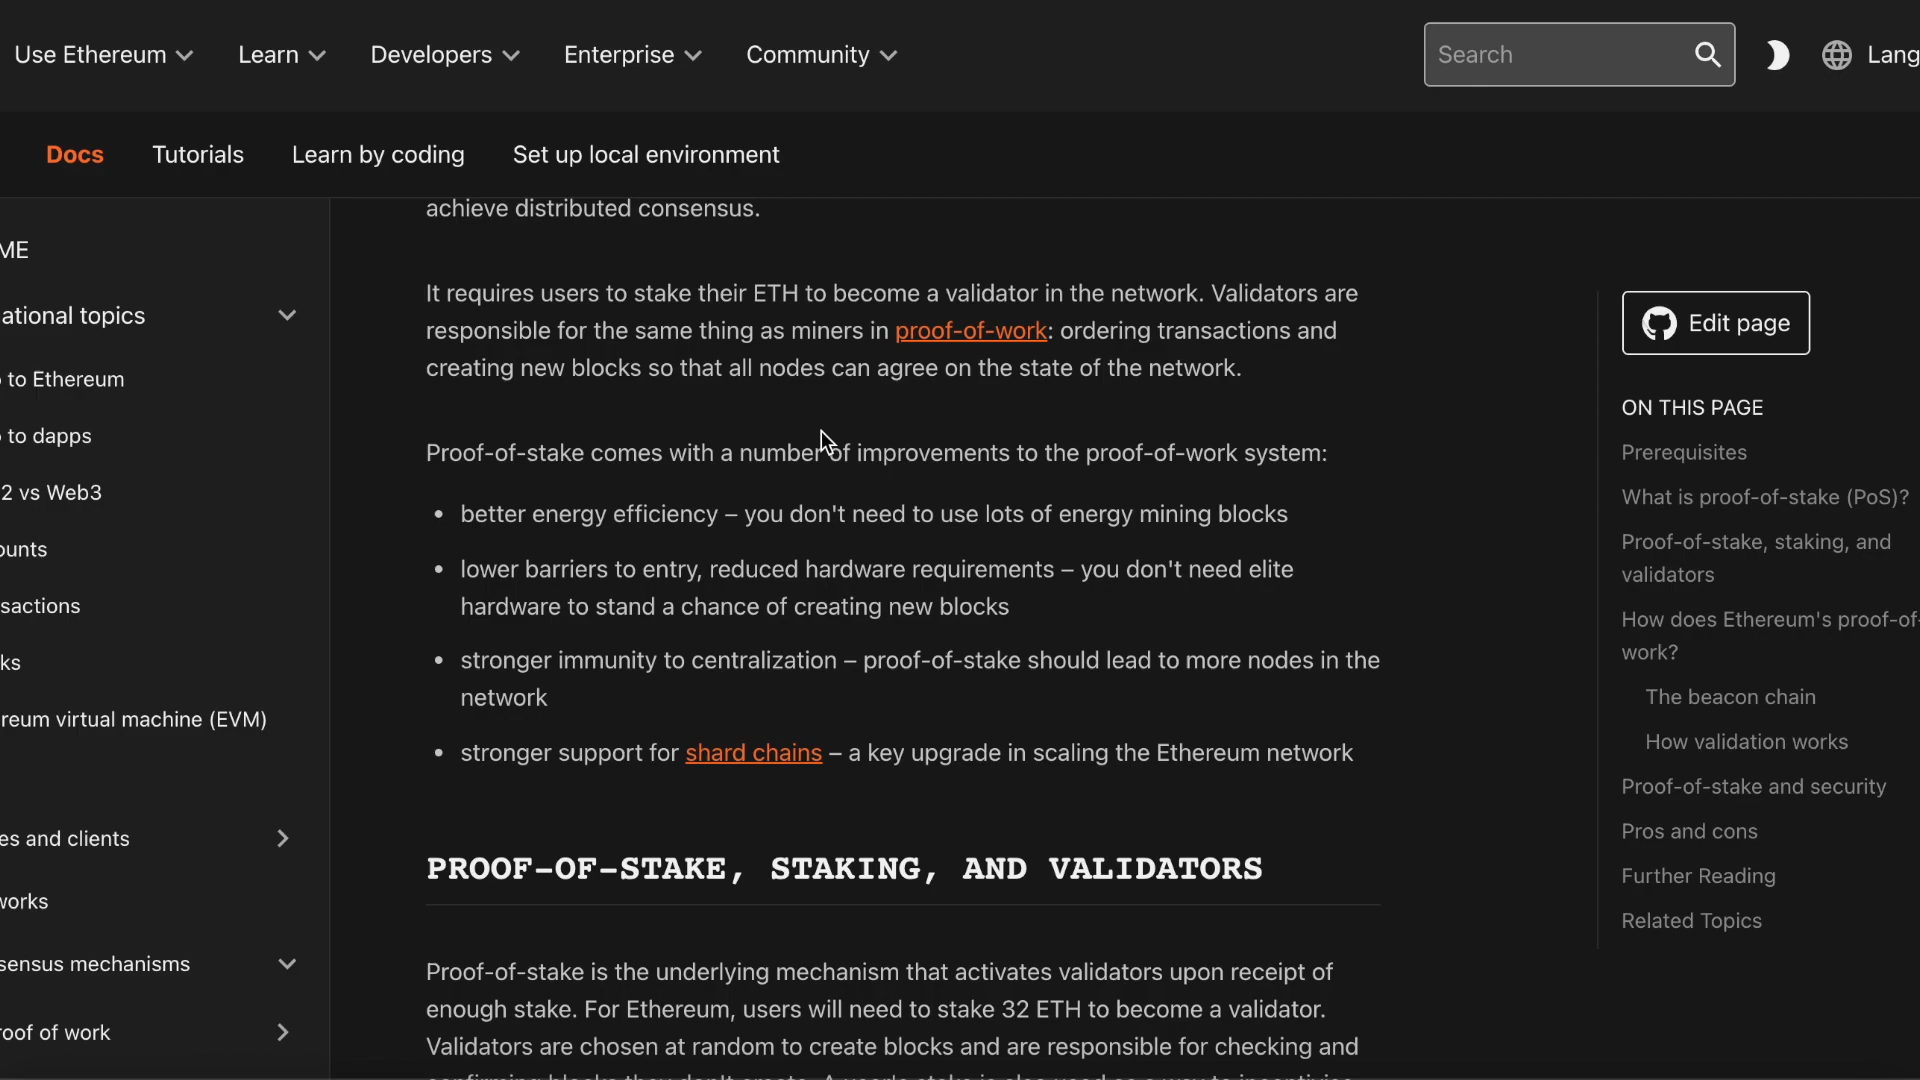 Use Ethereum Learn Developers Enterprise Community Search Lang
Docs Tutorials Learn by coding Set up local environment
ME
ational topics
to Ethereum
to dapps
2 vs Web3
ounts
sactions
ks
reum virtual machine (EVM)
es and clients
works
sensus mechanisms
roof of work
achieve distributed consensus.
It requires users to stake their ETH to become a validator in the network. Validators are
responsible for the same thing as miners in proof-of-work: ordering transactions and
creating new blocks so that all nodes can agree on the state of the network.
Proof-of-stake comes with a number of improvements to the proof-of-work system:
• better energy efficiency – you don't need to use lots of energy mining blocks
• lower barriers to entry, reduced hardware requirements – you don't need elite
hardware to stand a chance of creating new blocks
• stronger immunity to centralization – proof-of-stake should lead to more nodes in the
network
• stronger support for shard chains – a key upgrade in scaling the Ethereum network
PROOF-OF-STAKE, STAKING, AND VALIDATORS
Proof-of-stake is the underlying mechanism that activates validators upon receipt of
enough stake. For Ethereum, users will need to stake 32 ETH to become a validator.
Validators are chosen at random to create blocks and are responsible for checking and
Edit page
ON THIS PAGE
Prerequisites
What is proof-of-stake (PoS)?
Proof-of-stake, staking, and
validators
How does Ethereum's proof-of-
work?
The beacon chain
How validation works
Proof-of-stake and security
Pros and cons
Further Reading
Related Topics